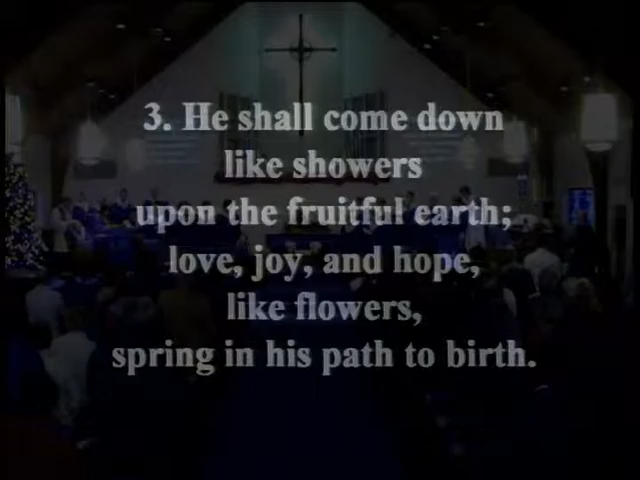 3. He shall come down
like showers
upon the fruitful earth;
love, joy, and hope,
like flowers,
spring in his path to birth.